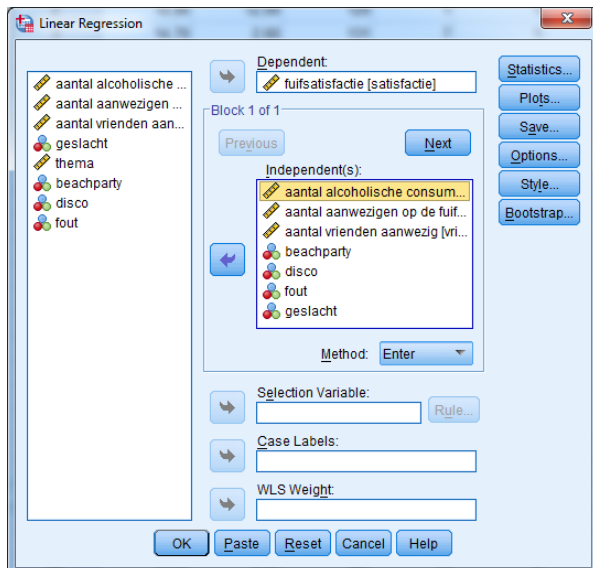 Linear Regression
aantal alcoholische ...
aantal aanwezigen ...
aantal vrienden aan...
geslacht
thema
beachparty
disco
fout
Dependent:
fuifsatisfactie [satisfactie]
Block 1 of 1
Previous
Next
Independent(s):
aantal alcoholische consum...
aantal aanwezigen op de fuif...
aantal vrienden aanwezig [vri...
beachparty
disco
fout
geslacht
Method: Enter
Selection Variable:
Rule...
Case Labels:
WLS Weight:
Statistics...
Plots...
Save...
Options...
Style...
Bootstrap...
OK Paste Reset Cancel Help